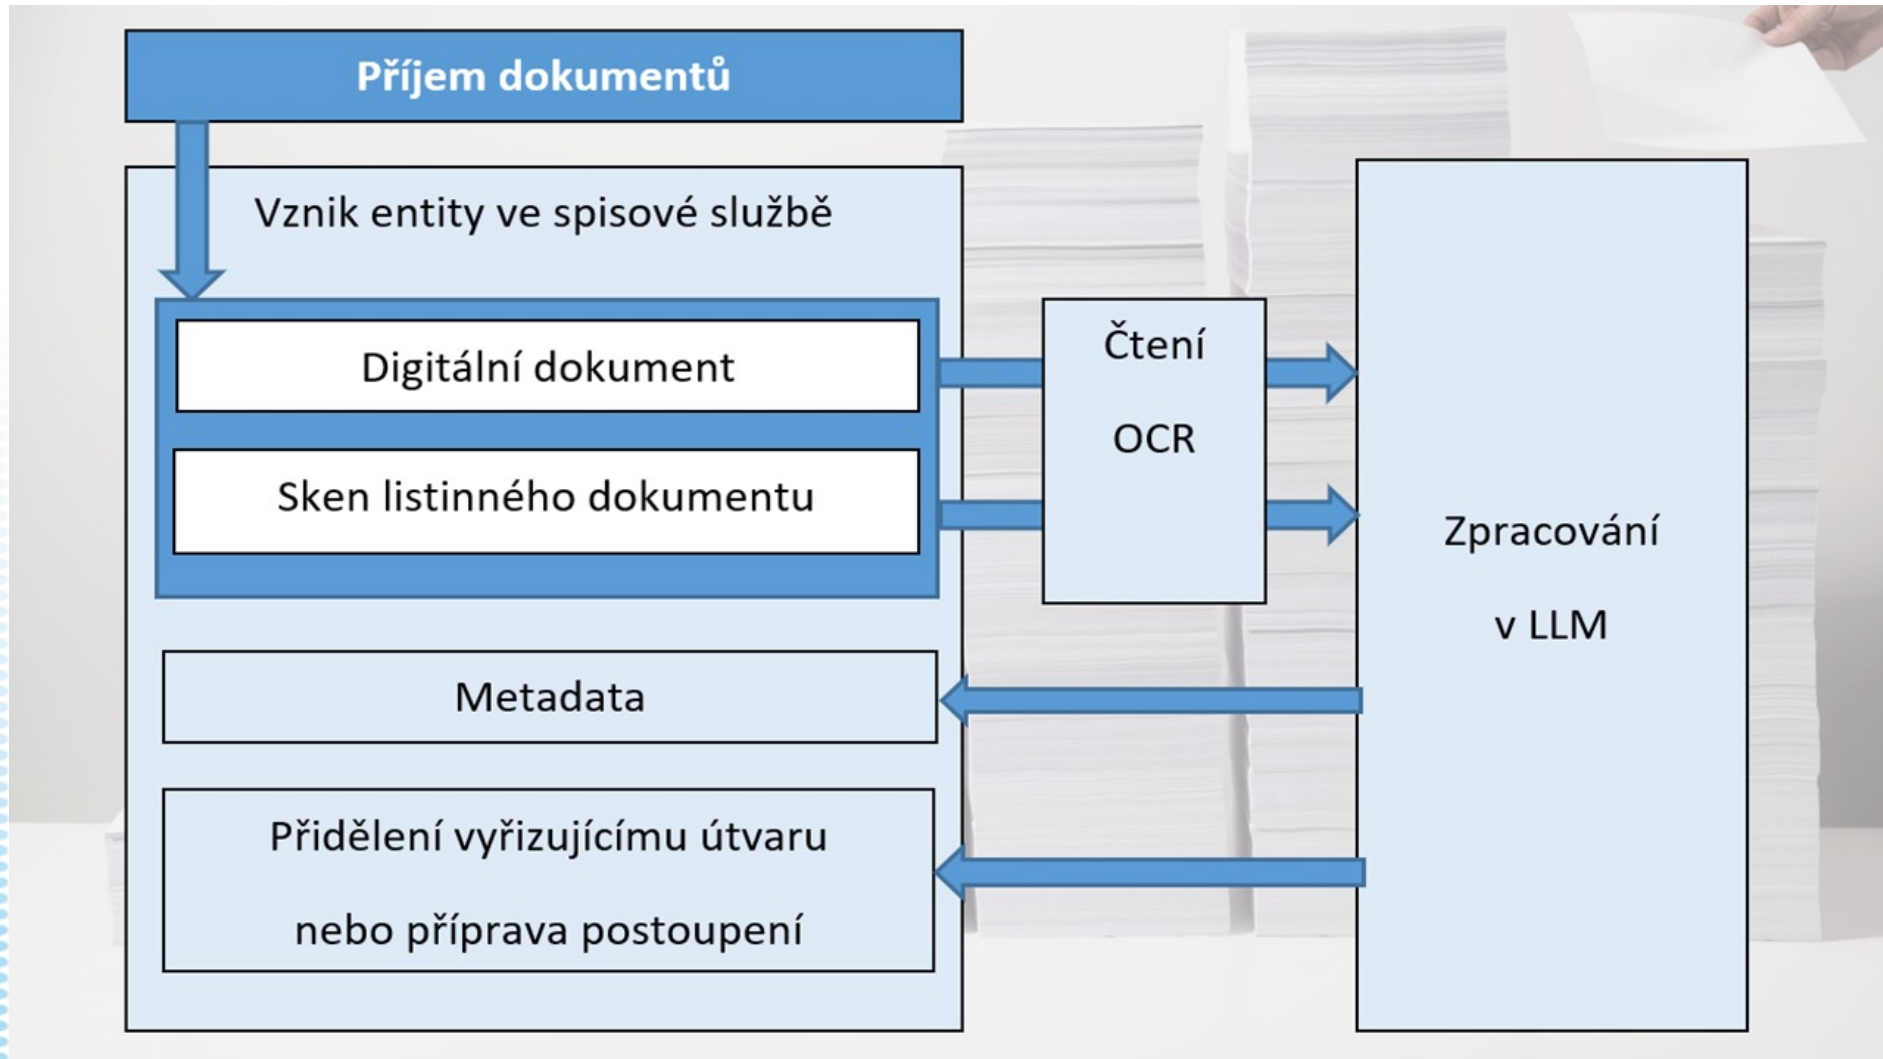 Příjem dokumentů
Vznik entity ve spisové službě
Digitální dokument
Sken listinného dokumentu
Čtení
OCR
Zpracování
v LLM
Metadata
Přidělení vyřizujícímu útvaru
nebo příprava postoupení